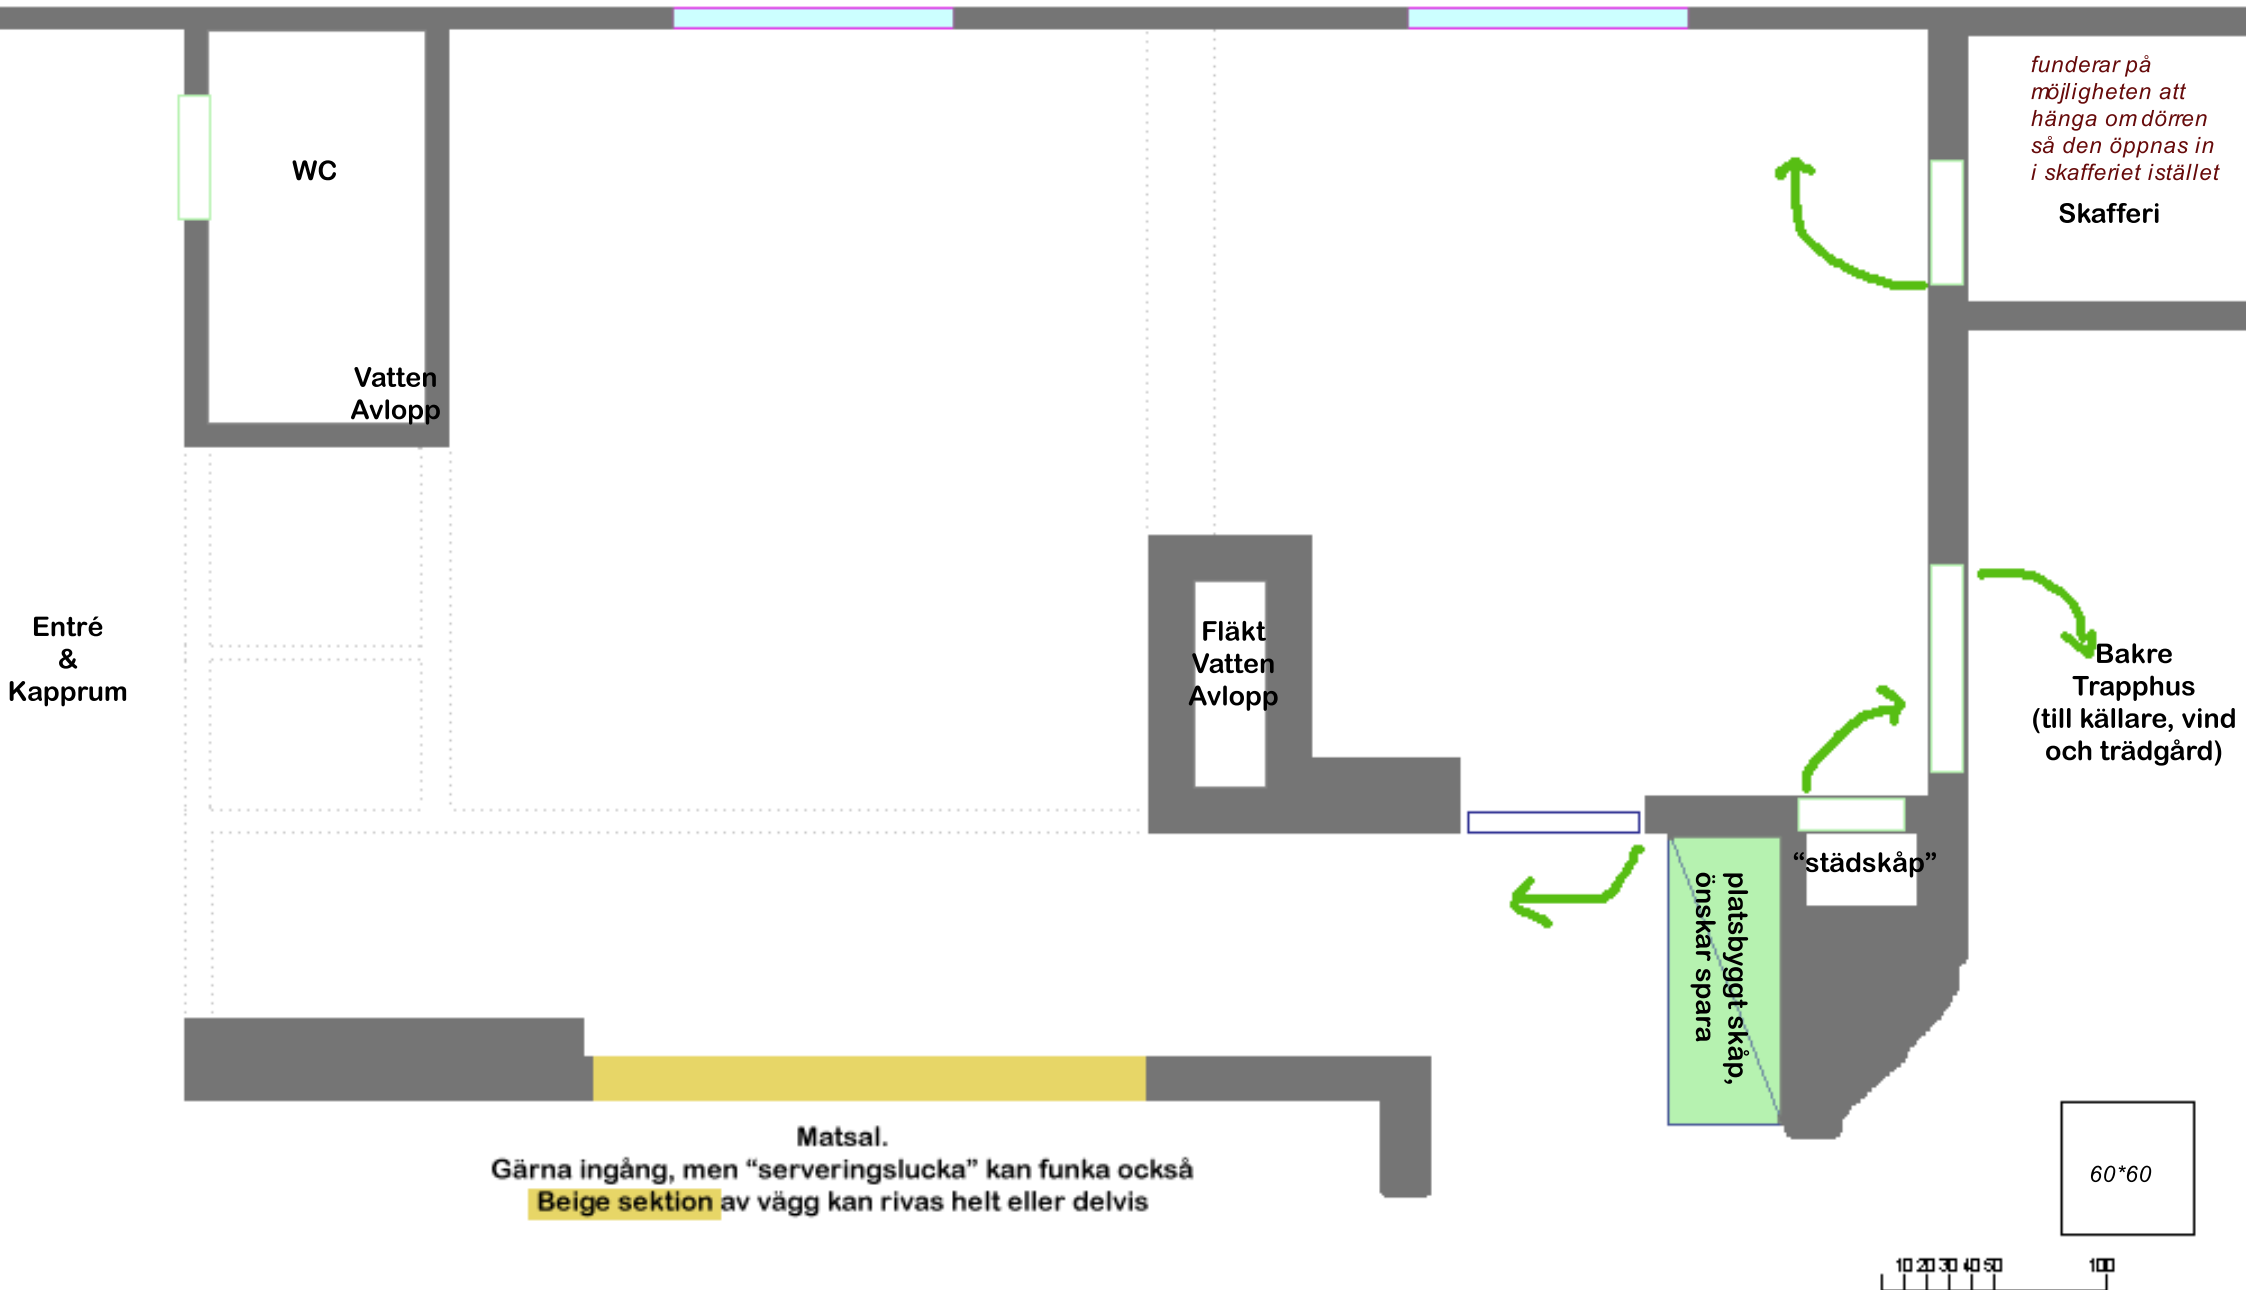 funderar på
möjligheten att
hänga om dörren
så den öppnas in
i skafferiet istället
Skafferi
WC
Vatten
Avlopp
Entré
&
Kapprum
Fläkt
Vatten
Avlopp
Bakre
Trapphus
(till källare, vind
och trädgård)
“städskåp”
platsbyggt skåp,
önskar spara
Matsal.
Gärna ingång, men “serveringslucka” kan funka också
Beige sektion av vägg kan rivas helt eller delvis
60*60
10 20 30 40 50 100